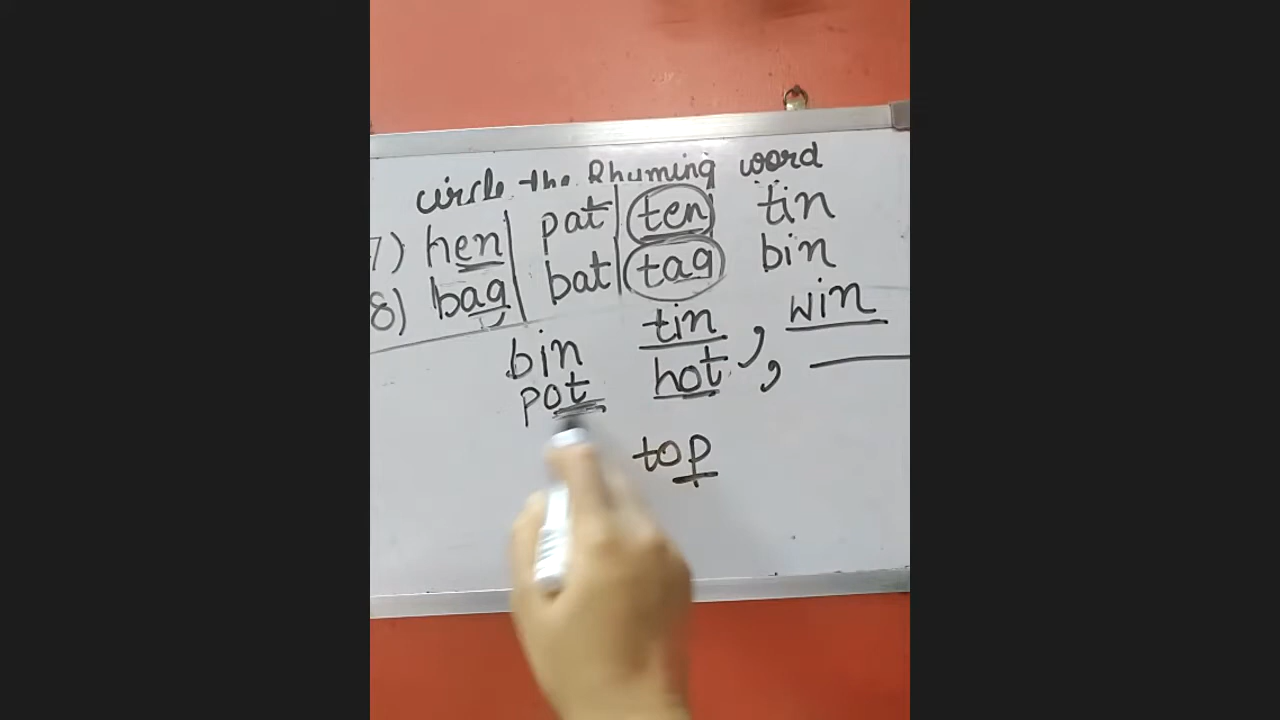 circle the Rhyming word
7) hen | pat | ten tin
8) bag | bat | tag bin
bin tin , win
pot hot , ____
top